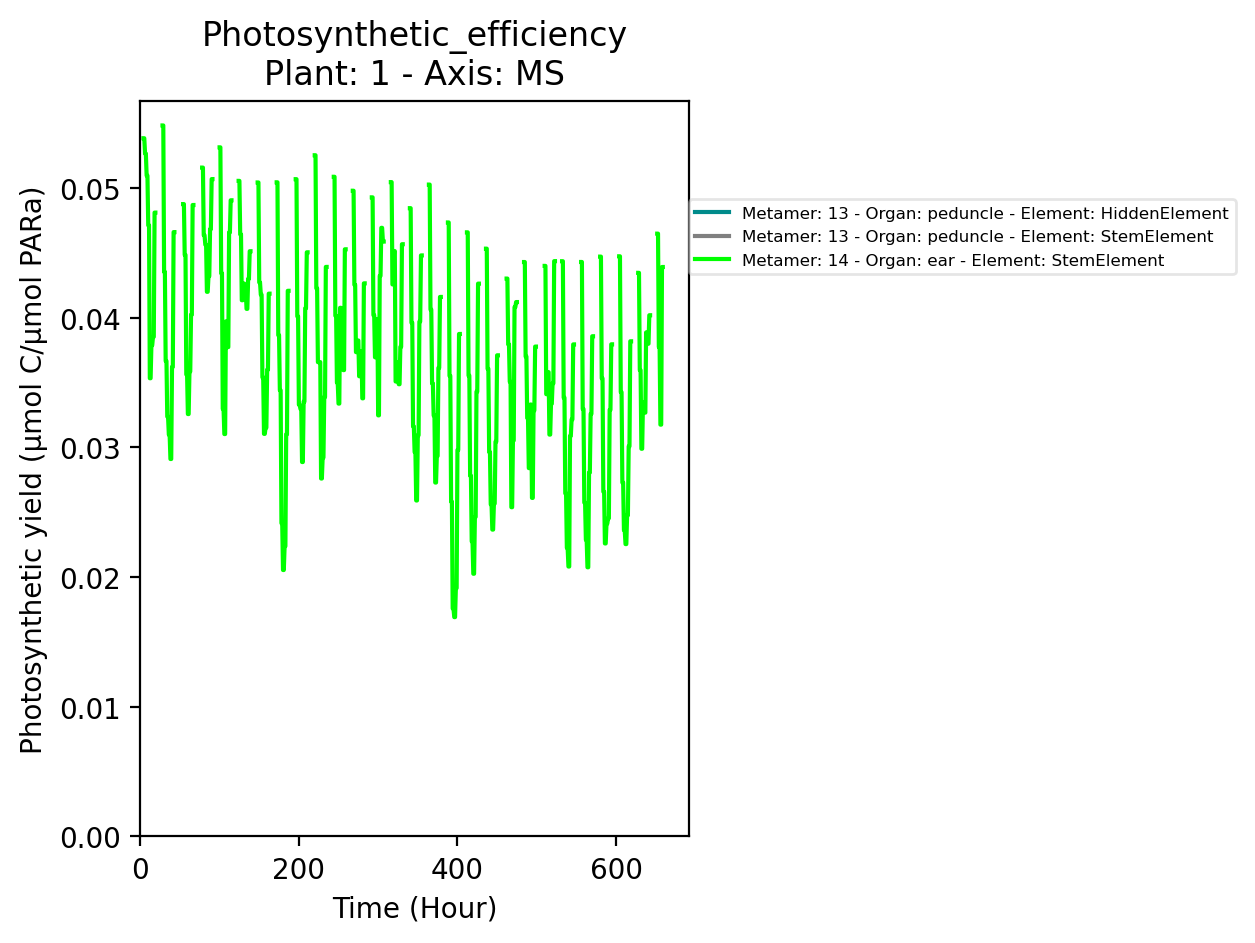 Photosynthetic_efficiency
Plant: 1 - Axis: MS
Photosynthetic yield (µmol C/µmol PARa)
0.05
0.04
0.03
0.02
0.01
0.00
0
200
400
600
Time (Hour)
Metamer: 13 - Organ: peduncle - Element: HiddenElement
Metamer: 13 - Organ: peduncle - Element: StemElement
Metamer: 14 - Organ: ear - Element: StemElement